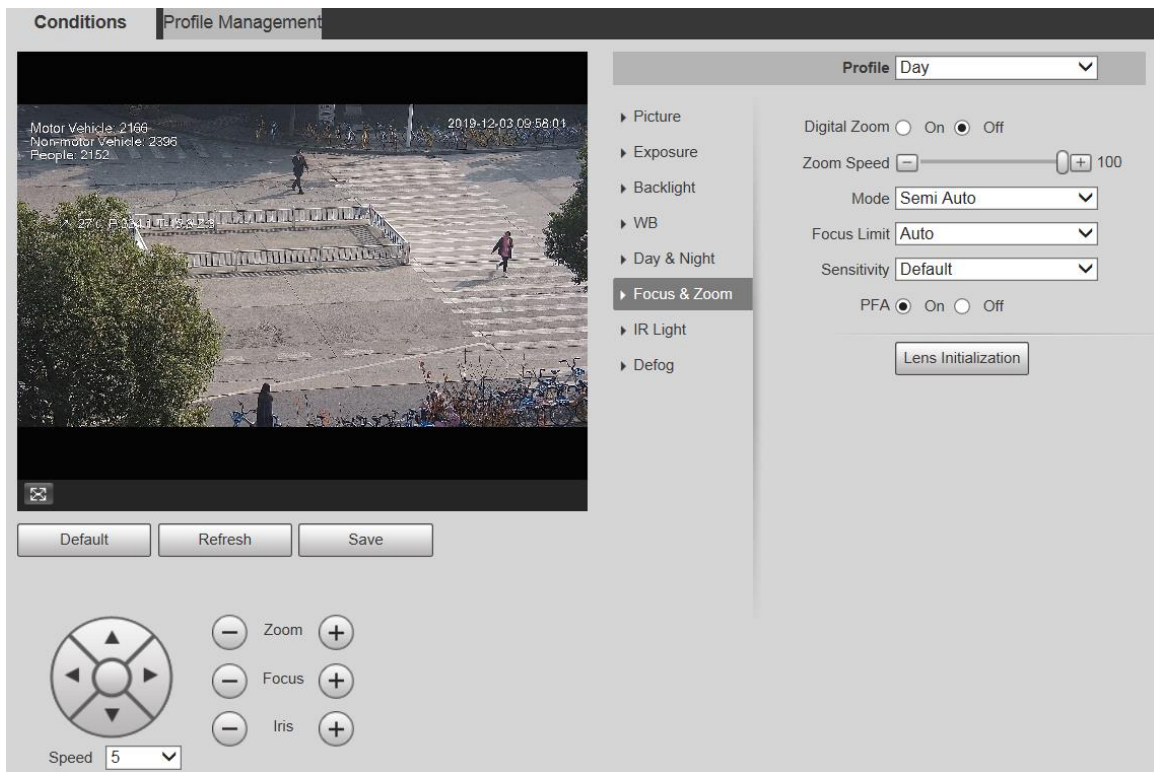 Conditions
Profile Management
Profile Day
Motor Vehicle: 2166
2019-12-03 09:58:01
Non-motor Vehicle: 2396
People: 2152
Picture
Exposure
Backlight
WB
Day & Night
Focus & Zoom
IR Light
Defog
Digital Zoom On Off
Zoom Speed 100
Mode Semi Auto
Focus Limit Auto
Sensitivity Default
PFA On Off
Lens Initialization
Default Refresh Save
Zoom
Focus
Iris
Speed 5